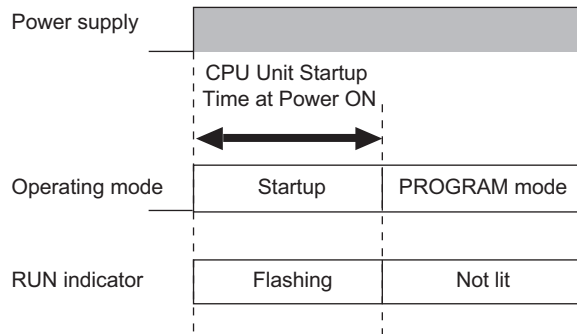 Power supply
CPU Unit Startup
Time at Power ON
Operating mode
Startup
PROGRAM mode
RUN indicator
Flashing
Not lit